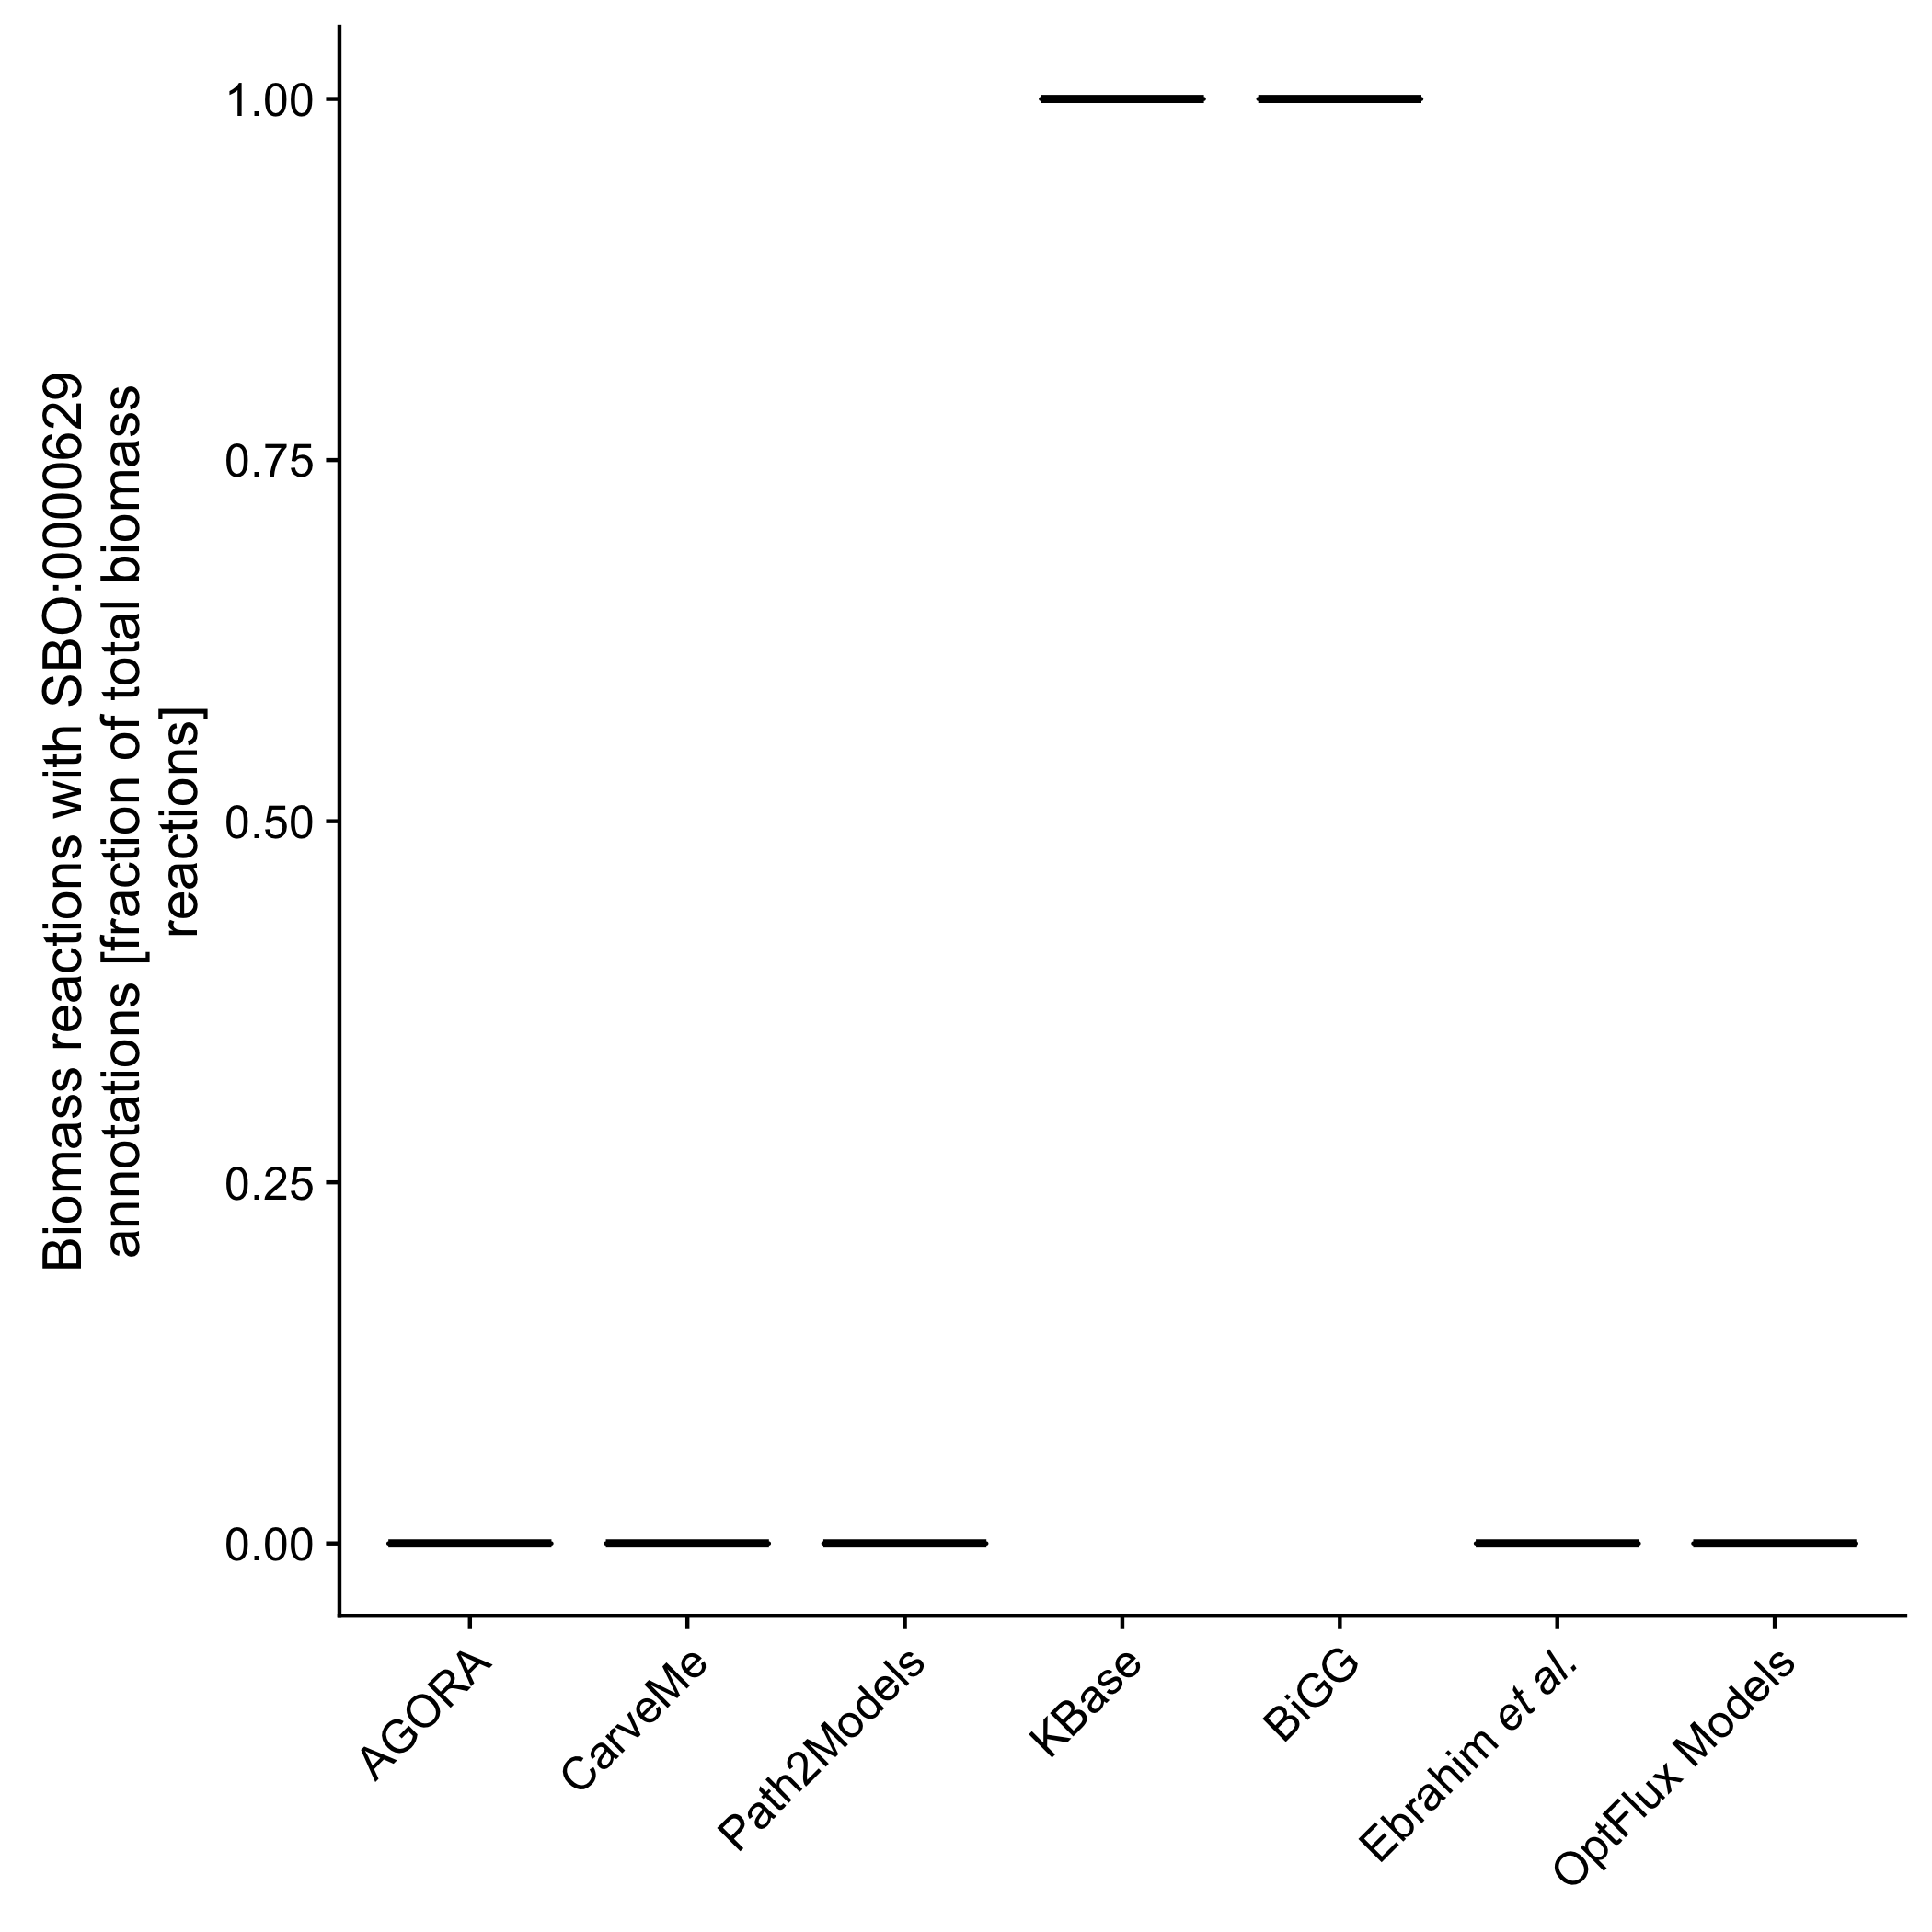 Biomass reactions with SBO:0000629
annotations [fraction of total biomass
reactions]
1.00
0.75
0.50
0.25
0.00
AGORA
CarveMe
Path2Models
KBase
BiGG
Ebrahim et al.
OptFlux Models